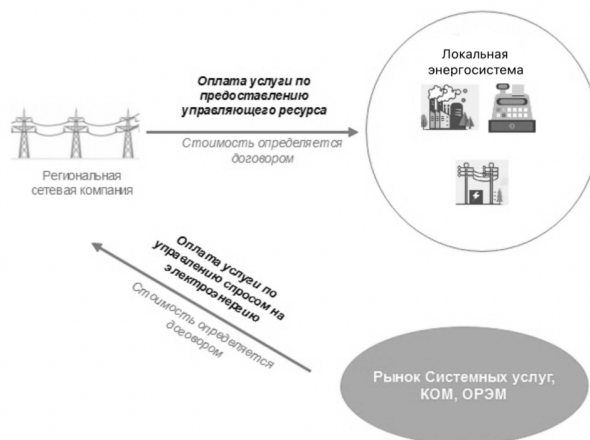 Локальная
энергосистема
Оплата услуги по
предоставлению
управляющего ресурса
Стоимость определяется
договором
Региональная
сетевая компания
Оплата услуги по
управлению спросом на
электроэнергию
Стоимость определяется
договором
Рынок Системных услуг,
КОМ, ОРЭМ